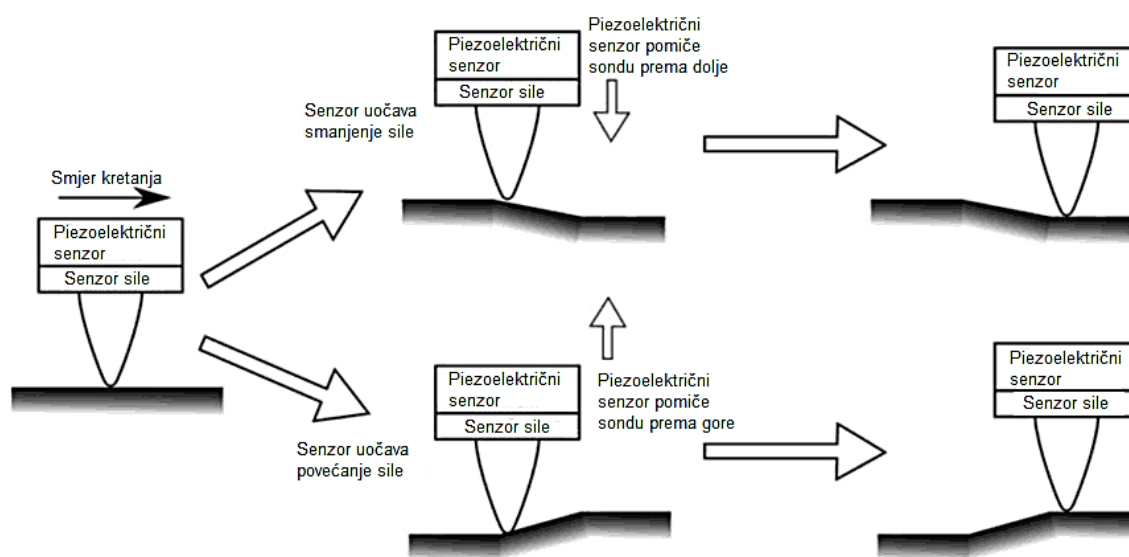 Smjer kretanja
Piezoelektrični
senzor
Senzor sile
Senzor uočava
smanjenje sile
Piezoelektrični
senzor
Senzor sile
Piezoelektrični
senzor pomiče
sondu prema dolje
Piezoelektrični
senzor
Senzor sile
Senzor uočava
povećanje sile
Piezoelektrični
senzor
Senzor sile
Piezoelektrični
senzor pomiče
sondu prema gore
Piezoelektrični
senzor
Senzor sile